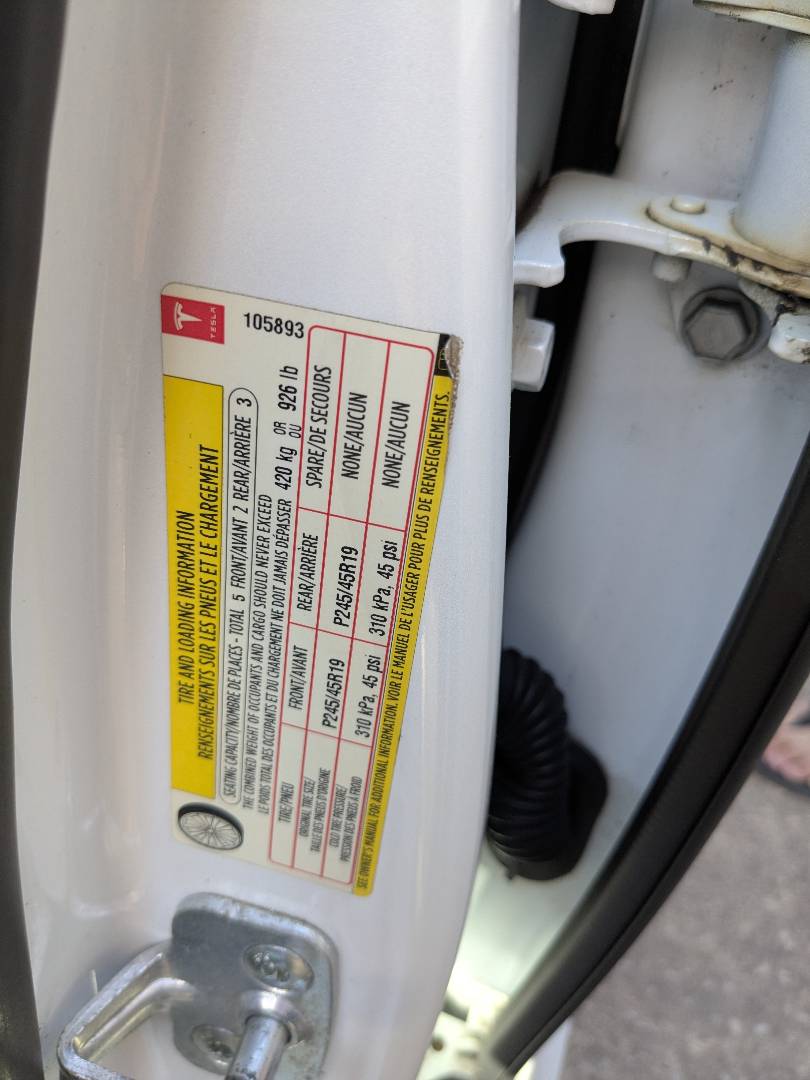 TESLA
105893
TIRE AND LOADING INFORMATION
RENSEIGNEMENTS SUR LES PNEUS ET LE CHARGEMENT
SEATING CAPACITY/NOMBRE DE PLACES - TOTAL 5 FRONT/AVANT 2 REAR/ARRIÈRE 3
THE COMBINED WEIGHT OF OCCUPANTS AND CARGO SHOULD NEVER EXCEED
LE POIDS TOTAL DES OCCUPANTS ET DU CHARGEMENT NE DOIT JAMAIS DÉPASSER 420 kg OR OU 926 lb
TIRE/PNEU FRONT/AVANT REAR/ARRIÈRE SPARE/DE SECOURS
ORIGINAL TIRE SIZE/
TAILLE DES PNEUS D'ORIGINE P245/45R19 P245/45R19 NONE/AUCUN
COLD TIRE PRESSURE/
PRESSION DES PNEUS À FROID 310 kPa, 45 psi 310 kPa, 45 psi NONE/AUCUN
SEE OWNER'S MANUAL FOR ADDITIONAL INFORMATION. VOIR LE MANUEL DE L'USAGER POUR PLUS DE RENSEIGNEMENTS.